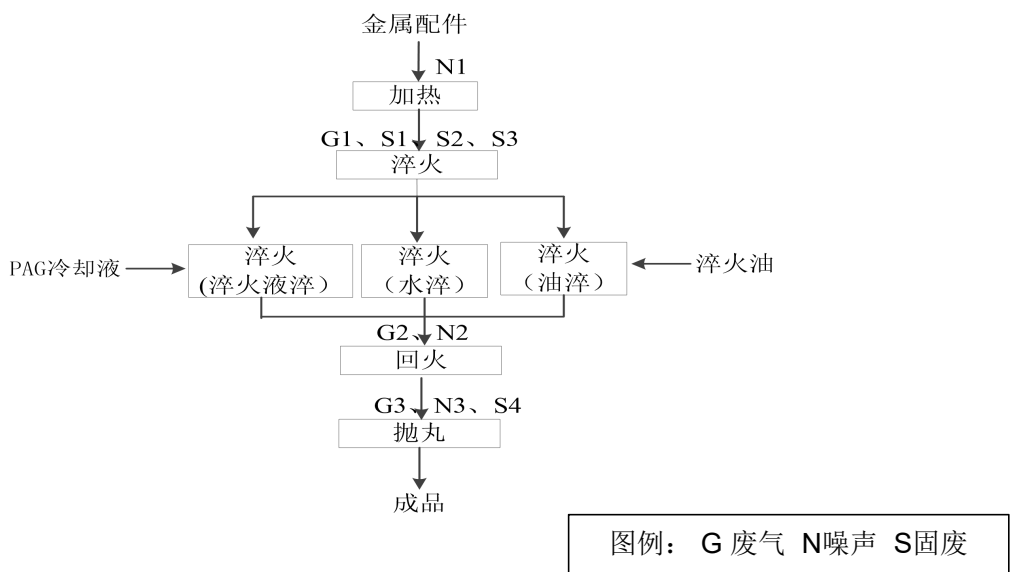 金属配件
N1
加热
G1、S1、S2、S3
淬火
PAG冷却液
淬火
(淬火液淬）
淬火
（水淬）
淬火
（油淬）
淬火油
G2、N2
回火
G3、N3、S4
抛丸
成品
图例： G 废气 N噪声 S固废